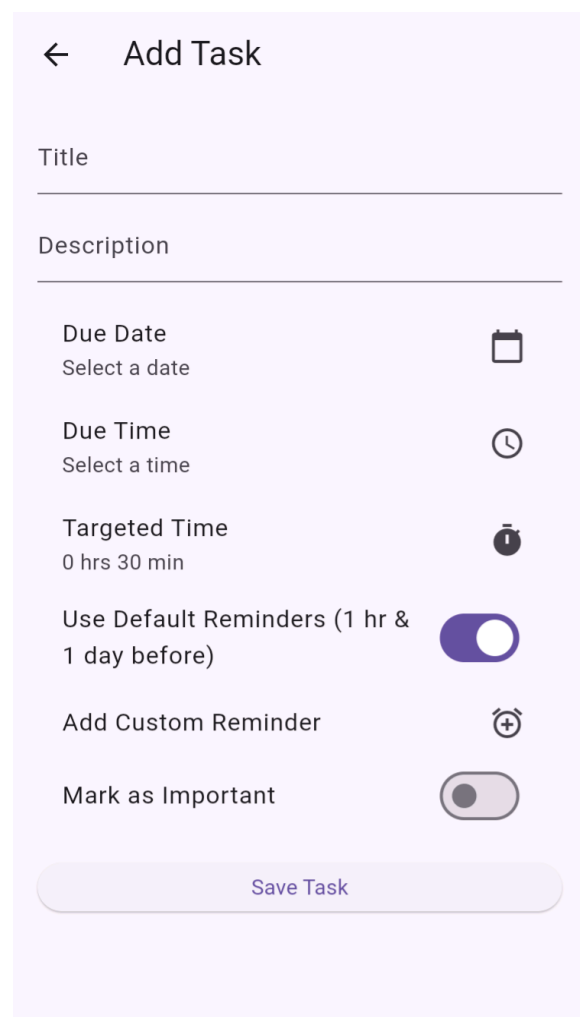 Add Task
Title
Description
Due Date
Select a date
Due Time
Select a time
Targeted Time
0 hrs 30 min
Use Default Reminders (1 hr &
1 day before)
Add Custom Reminder
Mark as Important
Save Task